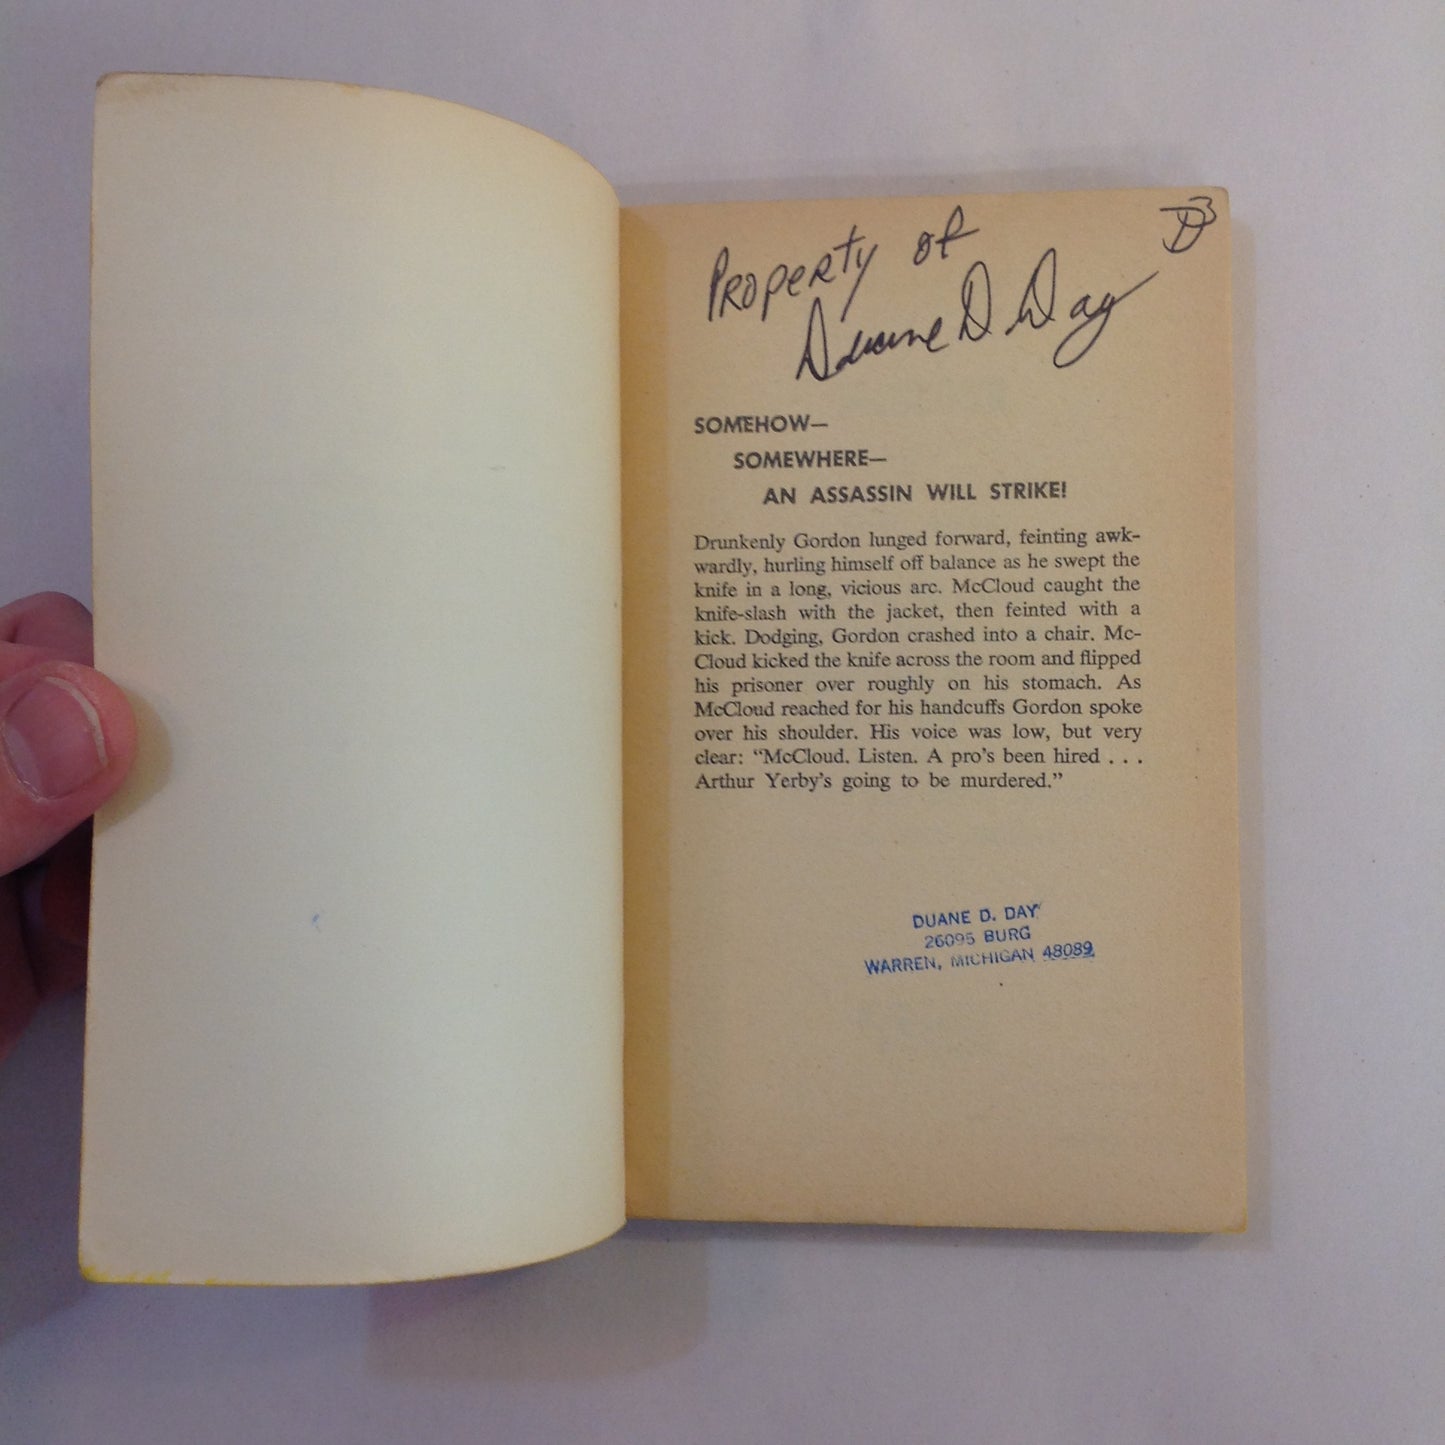 Property of
Duane D Day
SOMEHOW—
SOMEWHERE—
AN ASSASSIN WILL STRIKE!
Drunkenly Gordon lunged forward, feinting awk-
wardly, hurling himself off balance as he swept the
knife in a long, vicious arc. McCloud caught the
knife-slash with the jacket, then feinted with a
kick. Dodging, Gordon crashed into a chair. Mc-
Cloud kicked the knife across the room and flipped
his prisoner over roughly on his stomach. As
McCloud reached for his handcuffs Gordon spoke
over his shoulder. His voice was low, but very
clear: “McCloud. Listen. A pro’s been hired . . .
Arthur Yerby’s going to be murdered.”
DUANE D. DAY
26095 BURG
WARREN, MICHIGAN 48089